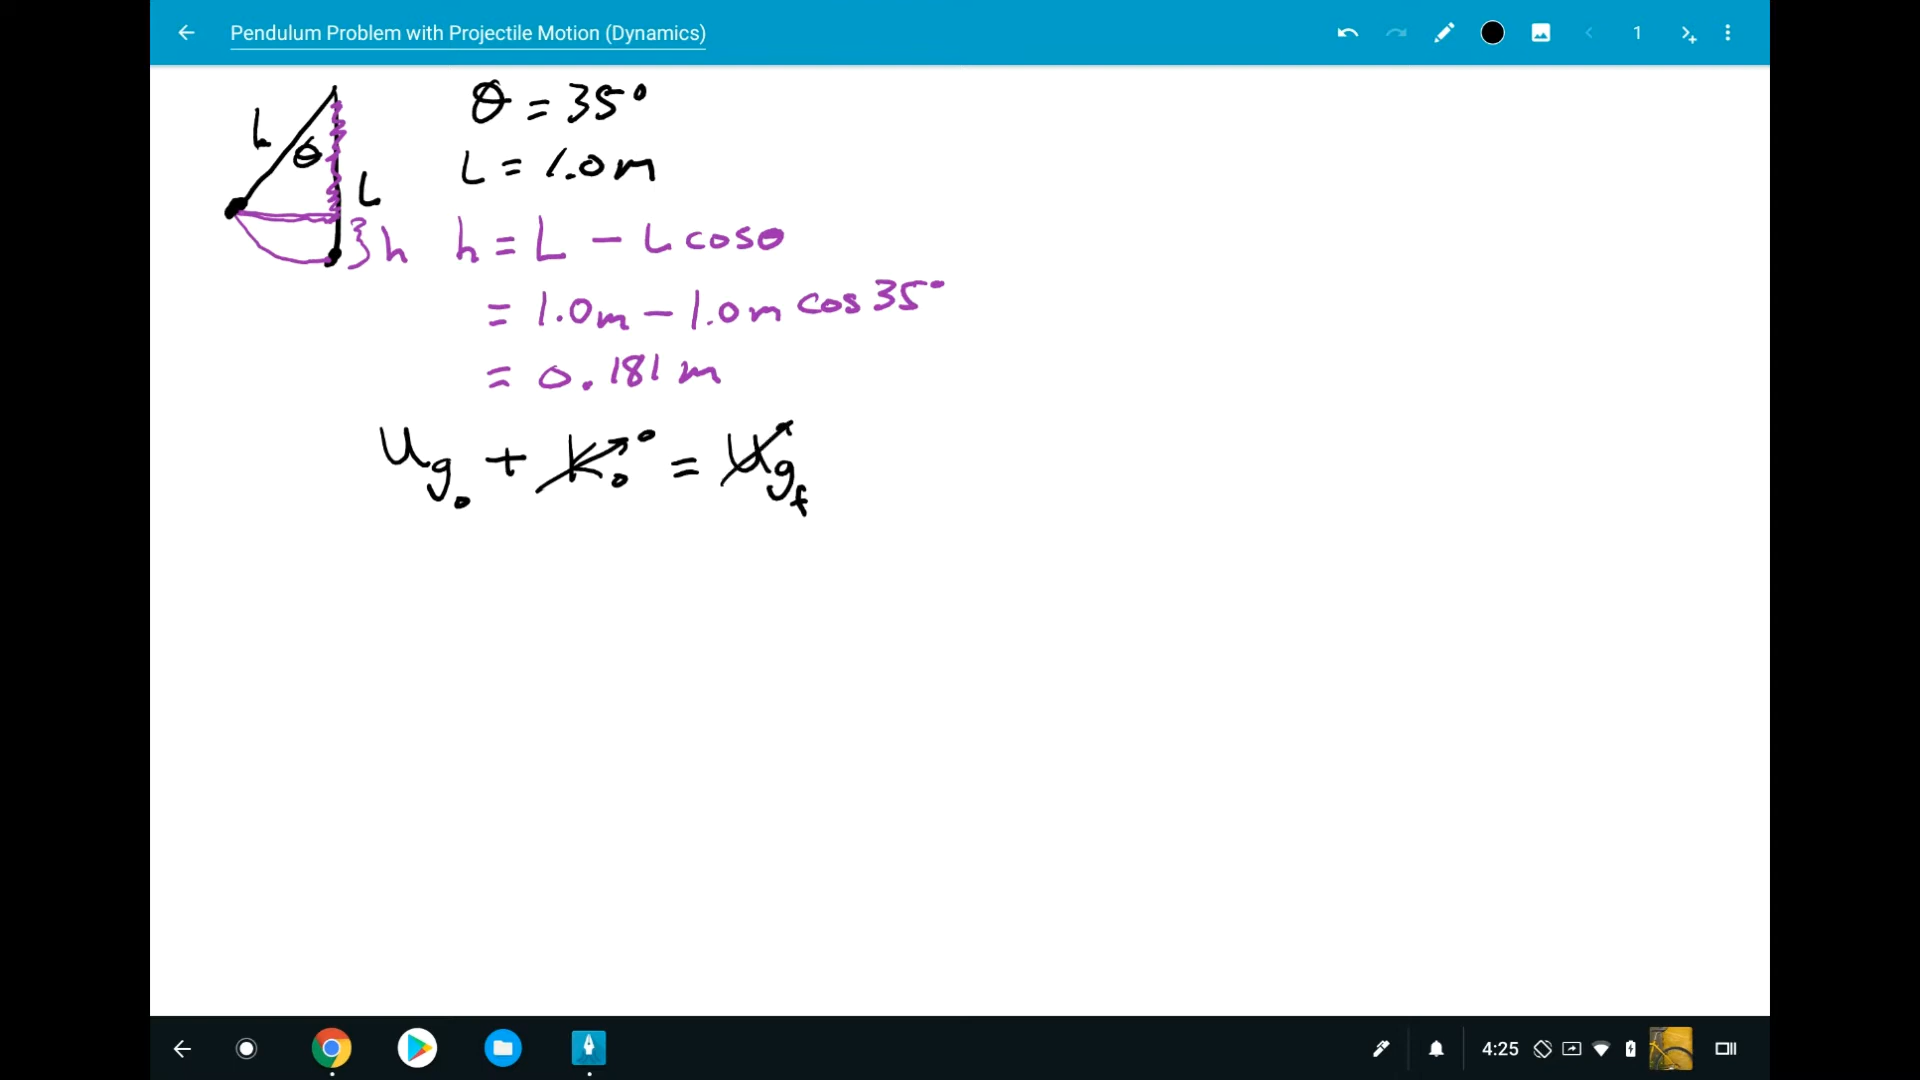 Pendulum Problem with Projectile Motion (Dynamics)
1
L
θ
L
h
θ = 35°
L = 1.0m
h = L - L cosθ
= 1.0m - 1.0m cos 35°
= 0.181 m
Ug₀ + K₀ 0 = Ugf
4:25